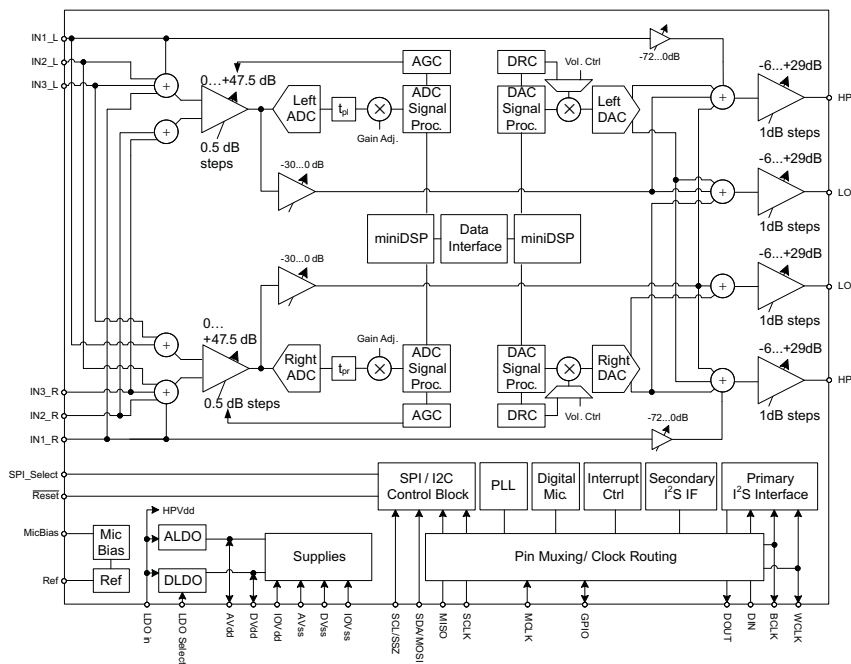 IN1_L
IN2_L
IN3_L
0…+47.5 dB
0.5 dB
steps
Left
ADC
tpl
Gain Adj.
AGC
ADC
Signal
Proc.
DRC
Vol. Ctrl
DAC
Signal
Proc.
Left
DAC
-72...0dB
-6...+29dB
HP
1dB steps
-30...0 dB
-6...+29dB
LO
1dB steps
miniDSP
Data
Interface
miniDSP
-30...0 dB
-6...+29dB
LO
1dB steps
0…
+47.5 dB
0.5 dB steps
Right
ADC
tpr
Gain Adj.
ADC
Signal
Proc.
AGC
DAC
Signal
Proc.
DRC
Vol. Ctrl
Right
DAC
-6...+29dB
HP
1dB steps
-72...0dB
IN3_R
IN2_R
IN1_R
SPI_Select
Reset
SPI / I2C
Control Block
PLL
Digital
Mic.
Interrupt
Ctrl
Secondary
I2S IF
Primary
I2S Interface
HPVdd
MicBias
Mic
Bias
Ref
Ref
ALDO
DLDO
Supplies
Pin Muxing/ Clock Routing
LDO in
LDO Select
AVdd
DVdd
IOVdd
AVss
DVss
IOVss
SCL/SSZ
SDA/MOSI
MISO
SCLK
MCLK
GPIO
DOUT
DIN
BCLK
WCLK